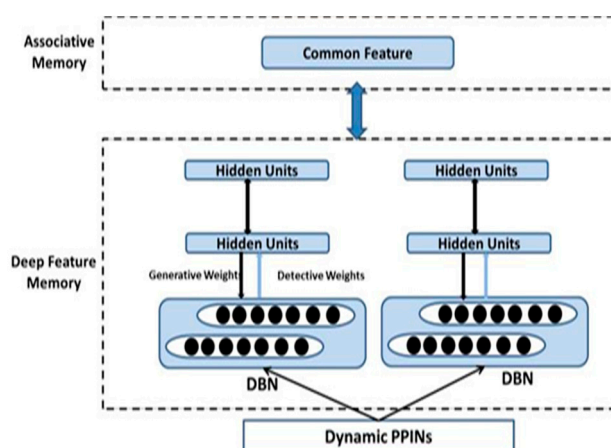 Associative
Memory
Common Feature
Deep Feature
Memory
Hidden Units
Hidden Units
Hidden Units
Hidden Units
Generative Weights
Detective Weights
DBN
DBN
Dynamic PPINs